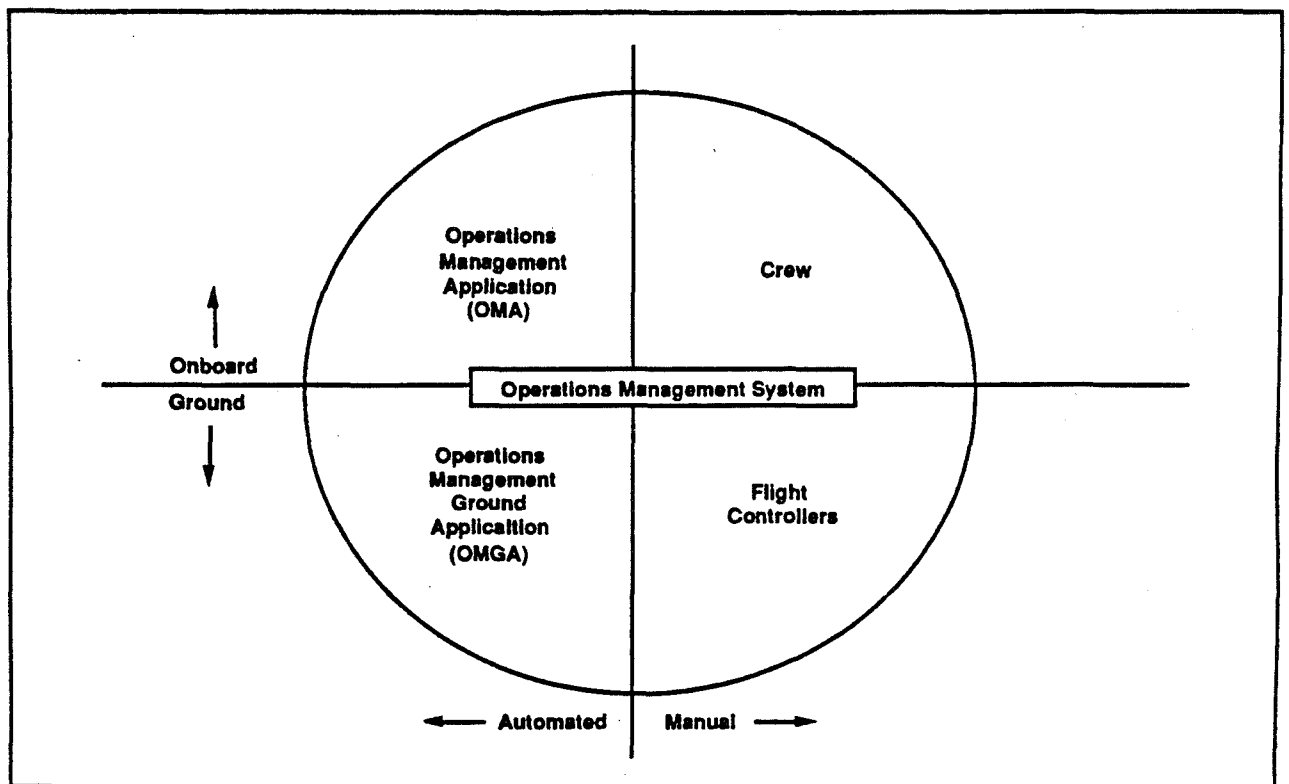 Operations
Management
Application
(OMA)
Crew
Onboard
Operations Management System
Ground
Operations
Management
Ground
Applicaltion
(OMGA)
Flight
Controllers
Automated
Manual